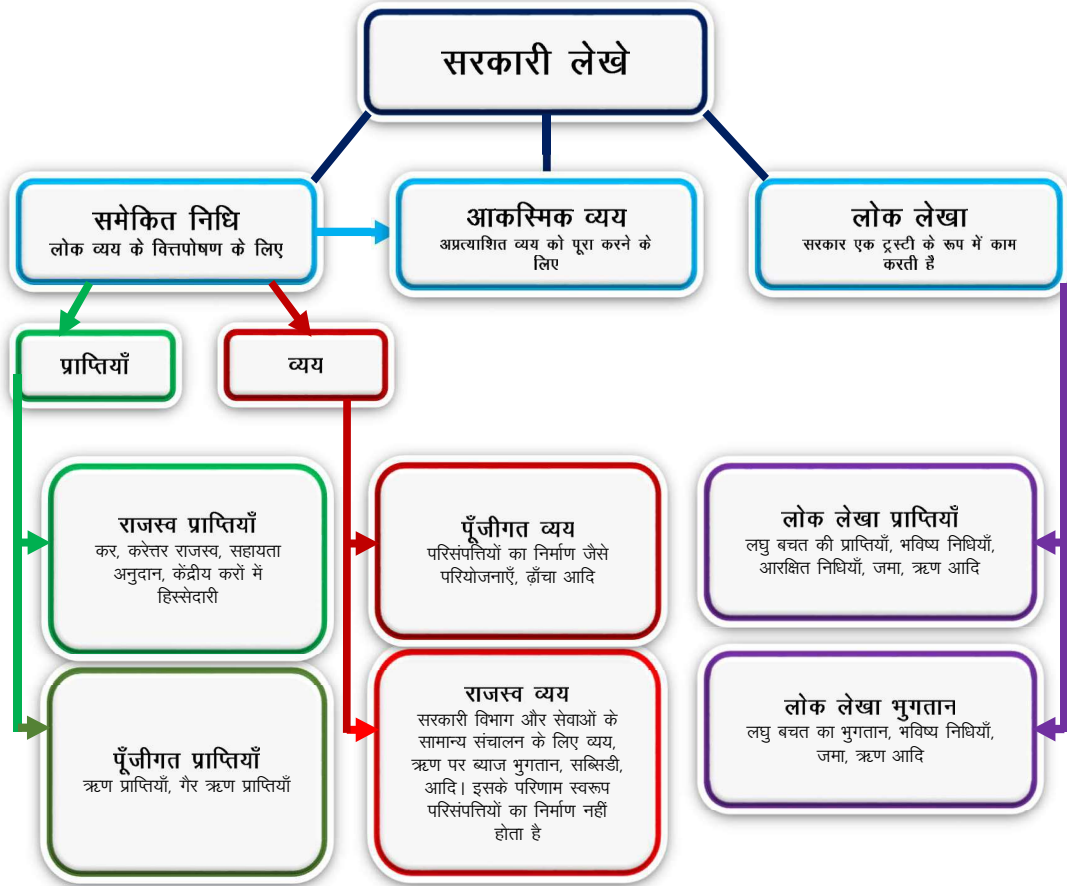 सरकारी लेखे
समेकित निधि
लोक व्यय के वित्तपोषण के लिए
आकस्मिक व्यय
अप्रत्याशित व्यय को पूरा करने के
लिए
लोक लेखा
सरकार एक ट्रस्टी के रूप में काम
करती है
प्राप्तियाँ
व्यय
राजस्व प्राप्तियाँ
कर, करेत्तर राजस्व, सहायता
अनुदान, केंद्रीय करों में
हिस्सेदारी
पूँजीगत व्यय
परिसंपत्तियों का निर्माण जैसे
परियोजनाएँ, ढ़ाँचा आदि
लोक लेखा प्राप्तियाँ
लघु बचत की प्राप्तियाँ, भविष्य निधियाँ,
आरक्षित निधियाँ, जमा, ऋण आदि
पूँजीगत प्राप्तियाँ
ऋण प्राप्तियाँ, गैर ऋण प्राप्तियाँ
राजस्व व्यय
सरकारी विभाग और सेवाओं के
सामान्य संचालन के लिए व्यय,
ऋण पर ब्याज भुगतान, सब्सिडी,
आदि। इसके परिणाम स्वरूप
परिसंपत्तियों का निर्माण नहीं
होता है
लोक लेखा भुगतान
लघु बचत का भुगतान, भविष्य निधियाँ,
जमा, ऋण आदि